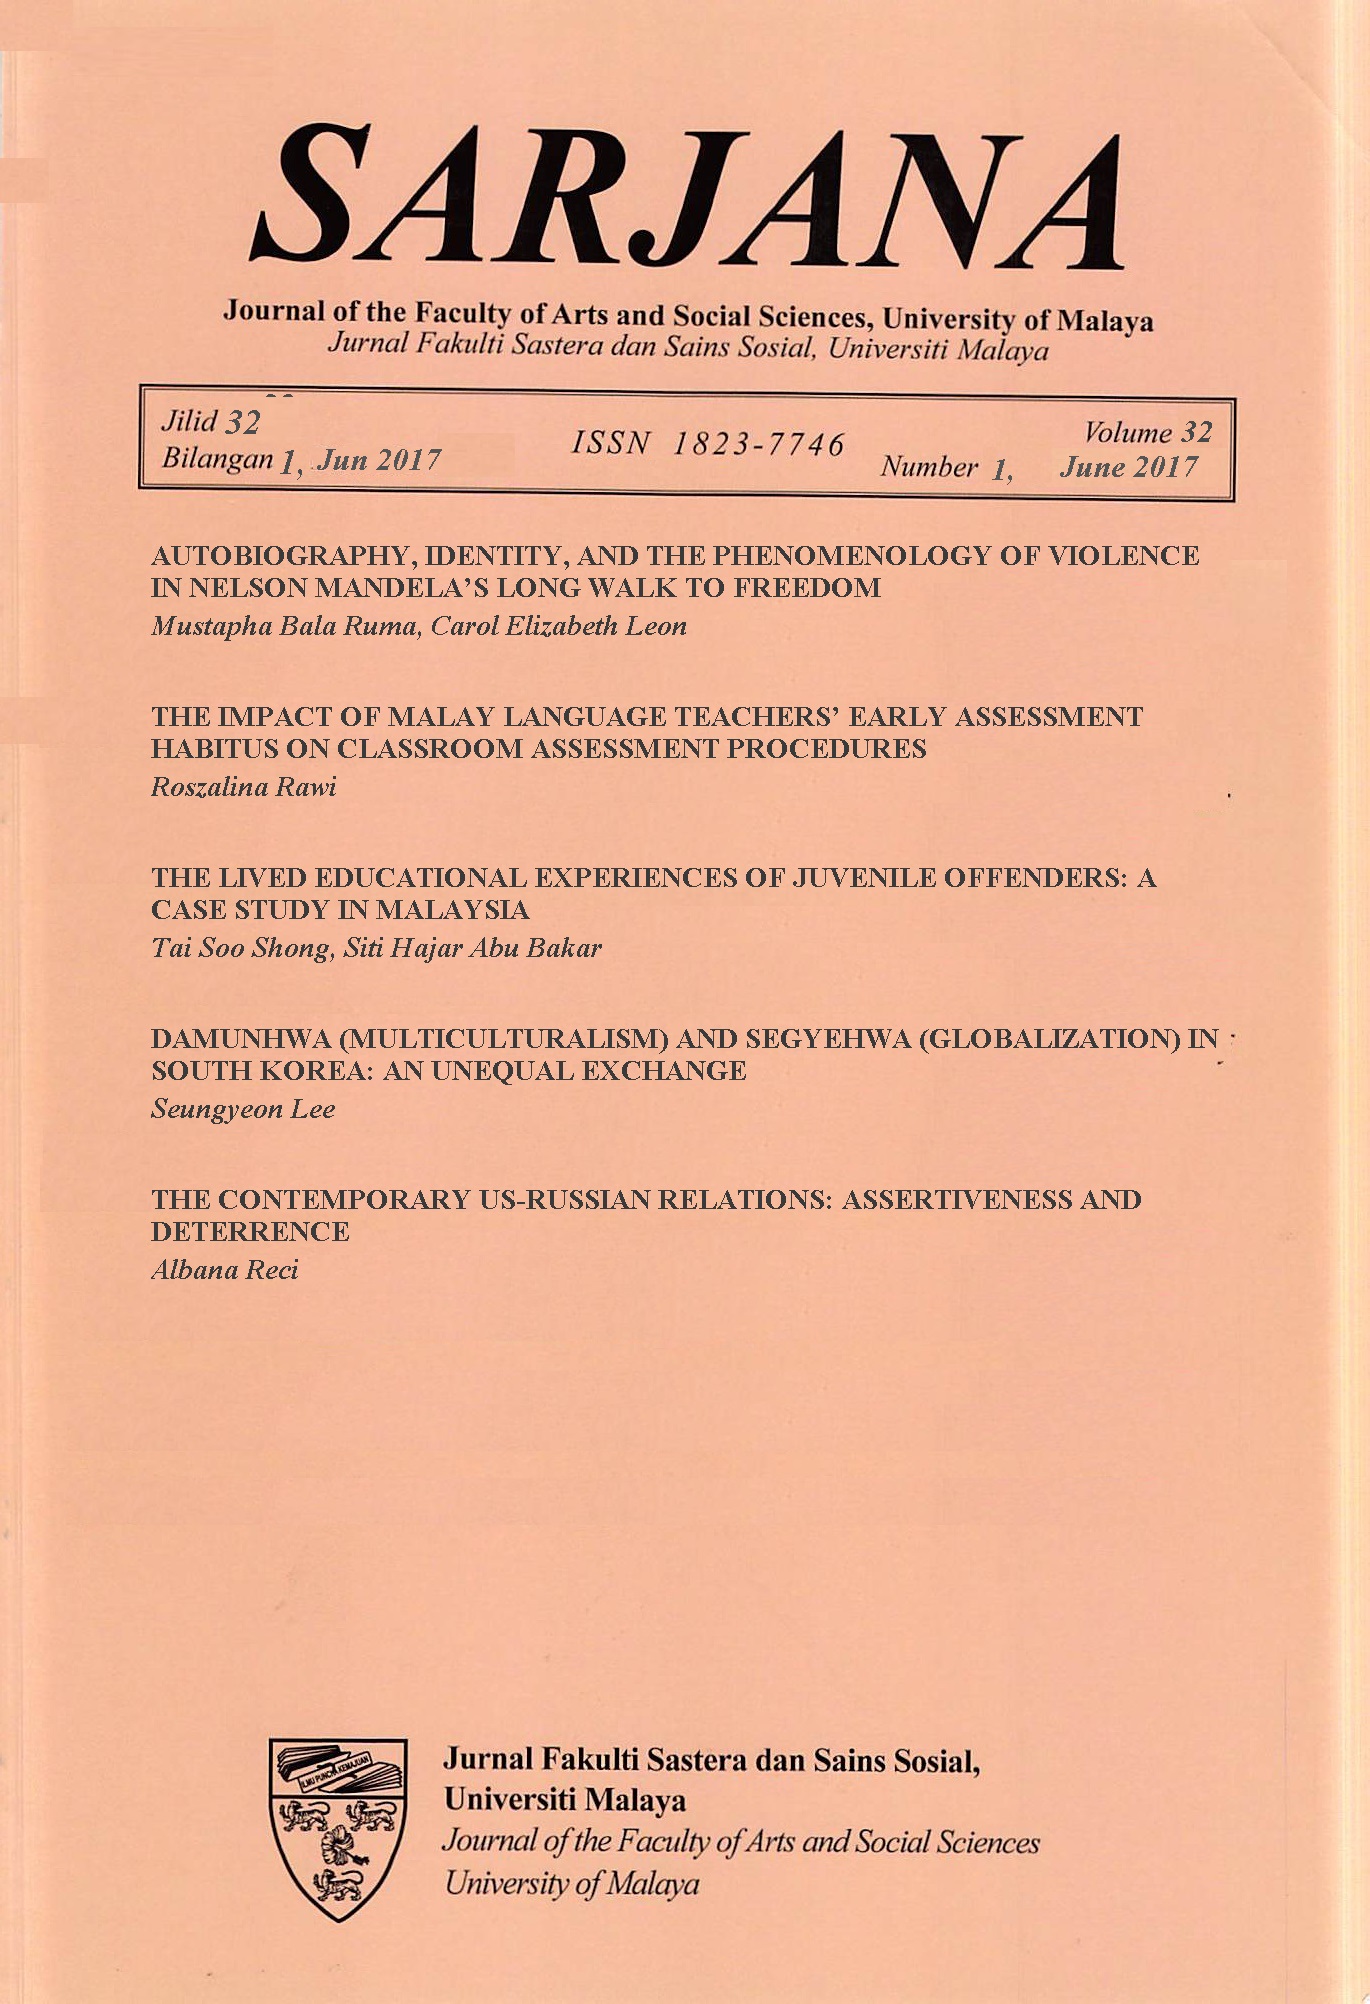 SARJANA
Journal of the Faculty of Arts and Social Sciences, University of Malaya
Jurnal Fakulti Sastera dan Sains Sosial, Universiti Malaya
Jilid 32
Bilangan 1, Jun 2017
ISSN 1823-7746
Volume 32
Number 1, June 2017
AUTOBIOGRAPHY, IDENTITY, AND THE PHENOMENOLOGY OF VIOLENCE
IN NELSON MANDELA’S LONG WALK TO FREEDOM
Mustapha Bala Ruma, Carol Elizabeth Leon
THE IMPACT OF MALAY LANGUAGE TEACHERS’ EARLY ASSESSMENT
HABITUS ON CLASSROOM ASSESSMENT PROCEDURES
Roszalina Rawi
THE LIVED EDUCATIONAL EXPERIENCES OF JUVENILE OFFENDERS: A
CASE STUDY IN MALAYSIA
Tai Soo Shong, Siti Hajar Abu Bakar
DAMUNHWA (MULTICULTURALISM) AND SEGYEHWA (GLOBALIZATION) IN
SOUTH KOREA: AN UNEQUAL EXCHANGE
Seungyeon Lee
THE CONTEMPORARY US-RUSSIAN RELATIONS: ASSERTIVENESS AND
DETERRENCE
Albana Reci
ILMU PUNCHA KEMAJUAN
Jurnal Fakulti Sastera dan Sains Sosial,
Universiti Malaya
Journal of the Faculty of Arts and Social Sciences
University of Malaya